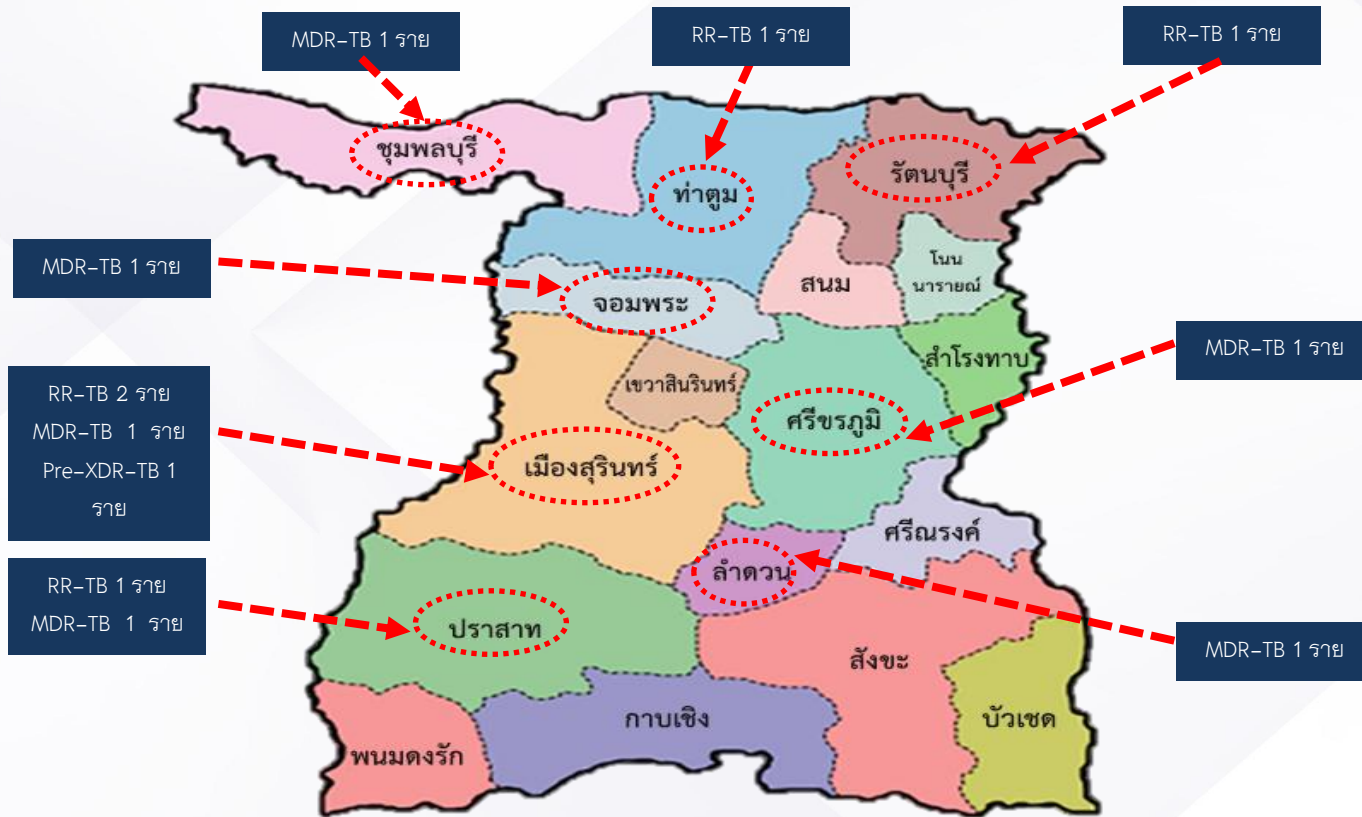 MDR-TB 1 ราย
RR-TB 1 ราย
RR-TB 1 ราย
ชุมพลบุรี
ท่าตูม
รัตนบุรี
MDR-TB 1 ราย
จอมพระ
สนม
โนน
นารายณ์
MDR-TB 1 ราย
สำโรงทาบ
เขวาสินรินทร์
ศรีขรภูมิ
RR-TB 2 ราย
MDR-TB 1 ราย
Pre-XDR-TB 1
ราย
เมืองสุรินทร์
ศรีณรงค์
ลำดวน
RR-TB 1 ราย
MDR-TB 1 ราย
ปราสาท
MDR-TB 1 ราย
สังขะ
กาบเชิง
บัวเชด
พนมดงรัก